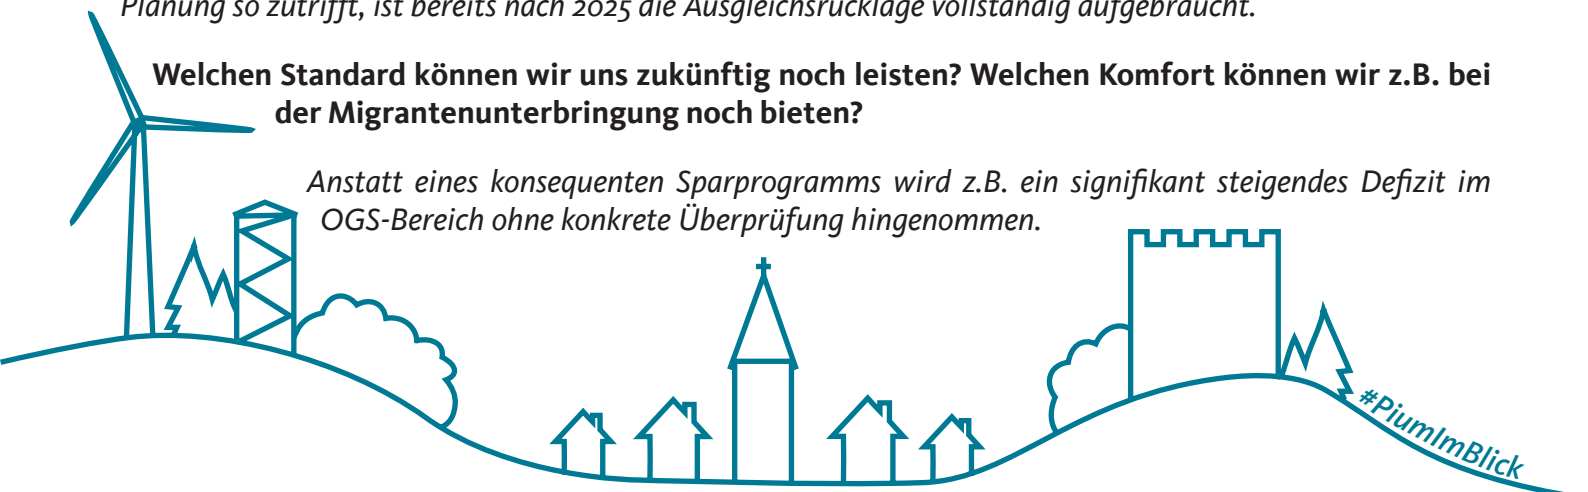 Planung so zutrifft, ist bereits nach 2025 die Ausgleichsrücklage vollständig aufgebraucht.
Welchen Standard können wir uns zukünftig noch leisten? Welchen Komfort können wir z.B. bei
der Migrantenunterbringung noch bieten?
Anstatt eines konsequenten Sparprogramms wird z.B. ein signifikant steigendes Defizit im
OGS-Bereich ohne konkrete Überprüfung hingenommen.
#PiumImBlick